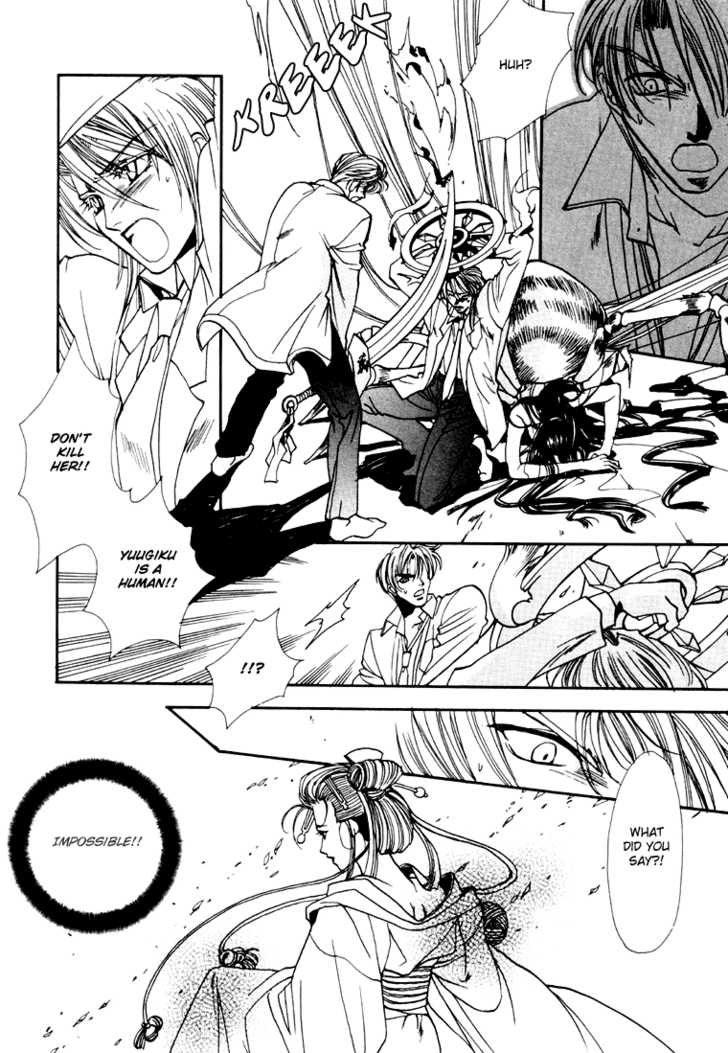 HUH?
KREEEK
DON'T
KILL
HER!!
YUUGIKU
IS A
HUMAN!!
!!?
WHAT
DID YOU
SAY?!
IMPOSSIBLE!!